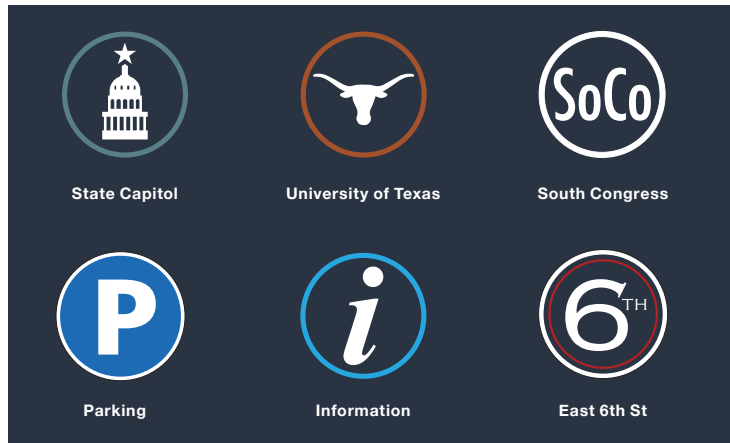 SoCo
State Capitol
University of Texas
South Congress
P
i
6TH
Parking
Information
East 6th St